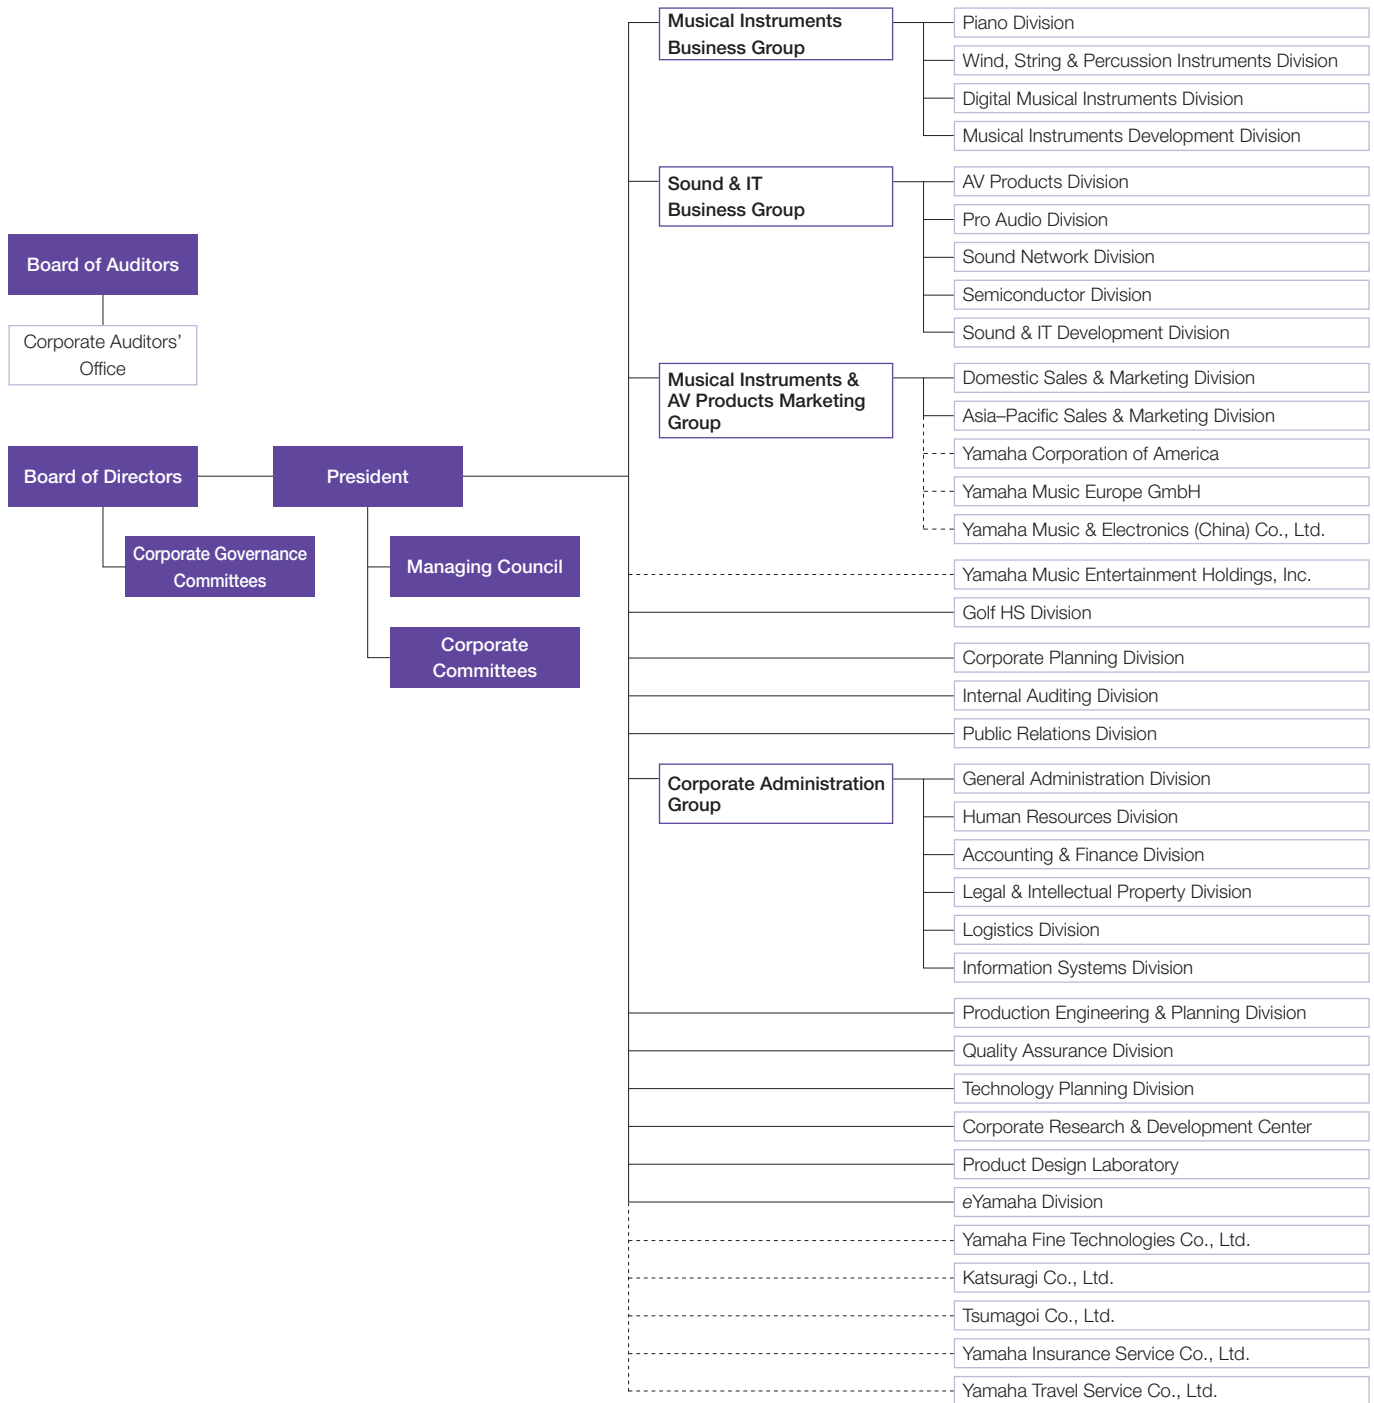 Board of Auditors
Corporate Auditors’
Office
Board of Directors
Corporate Governance
Committees
President
Managing Council
Corporate
Committees
Musical Instruments
Business Group
Piano Division
Wind, String & Percussion Instruments Division
Digital Musical Instruments Division
Musical Instruments Development Division
Sound & IT
Business Group
AV Products Division
Pro Audio Division
Sound Network Division
Semiconductor Division
Sound & IT Development Division
Musical Instruments &
AV Products Marketing
Group
Domestic Sales & Marketing Division
Asia–Pacific Sales & Marketing Division
Yamaha Corporation of America
Yamaha Music Europe GmbH
Yamaha Music & Electronics (China) Co., Ltd.
Yamaha Music Entertainment Holdings, Inc.
Golf HS Division
Corporate Planning Division
Internal Auditing Division
Public Relations Division
Corporate Administration
Group
General Administration Division
Human Resources Division
Accounting & Finance Division
Legal & Intellectual Property Division
Logistics Division
Information Systems Division
Production Engineering & Planning Division
Quality Assurance Division
Technology Planning Division
Corporate Research & Development Center
Product Design Laboratory
eYamaha Division
Yamaha Fine Technologies Co., Ltd.
Katsuragi Co., Ltd.
Tsumagoi Co., Ltd.
Yamaha Insurance Service Co., Ltd.
Yamaha Travel Service Co., Ltd.